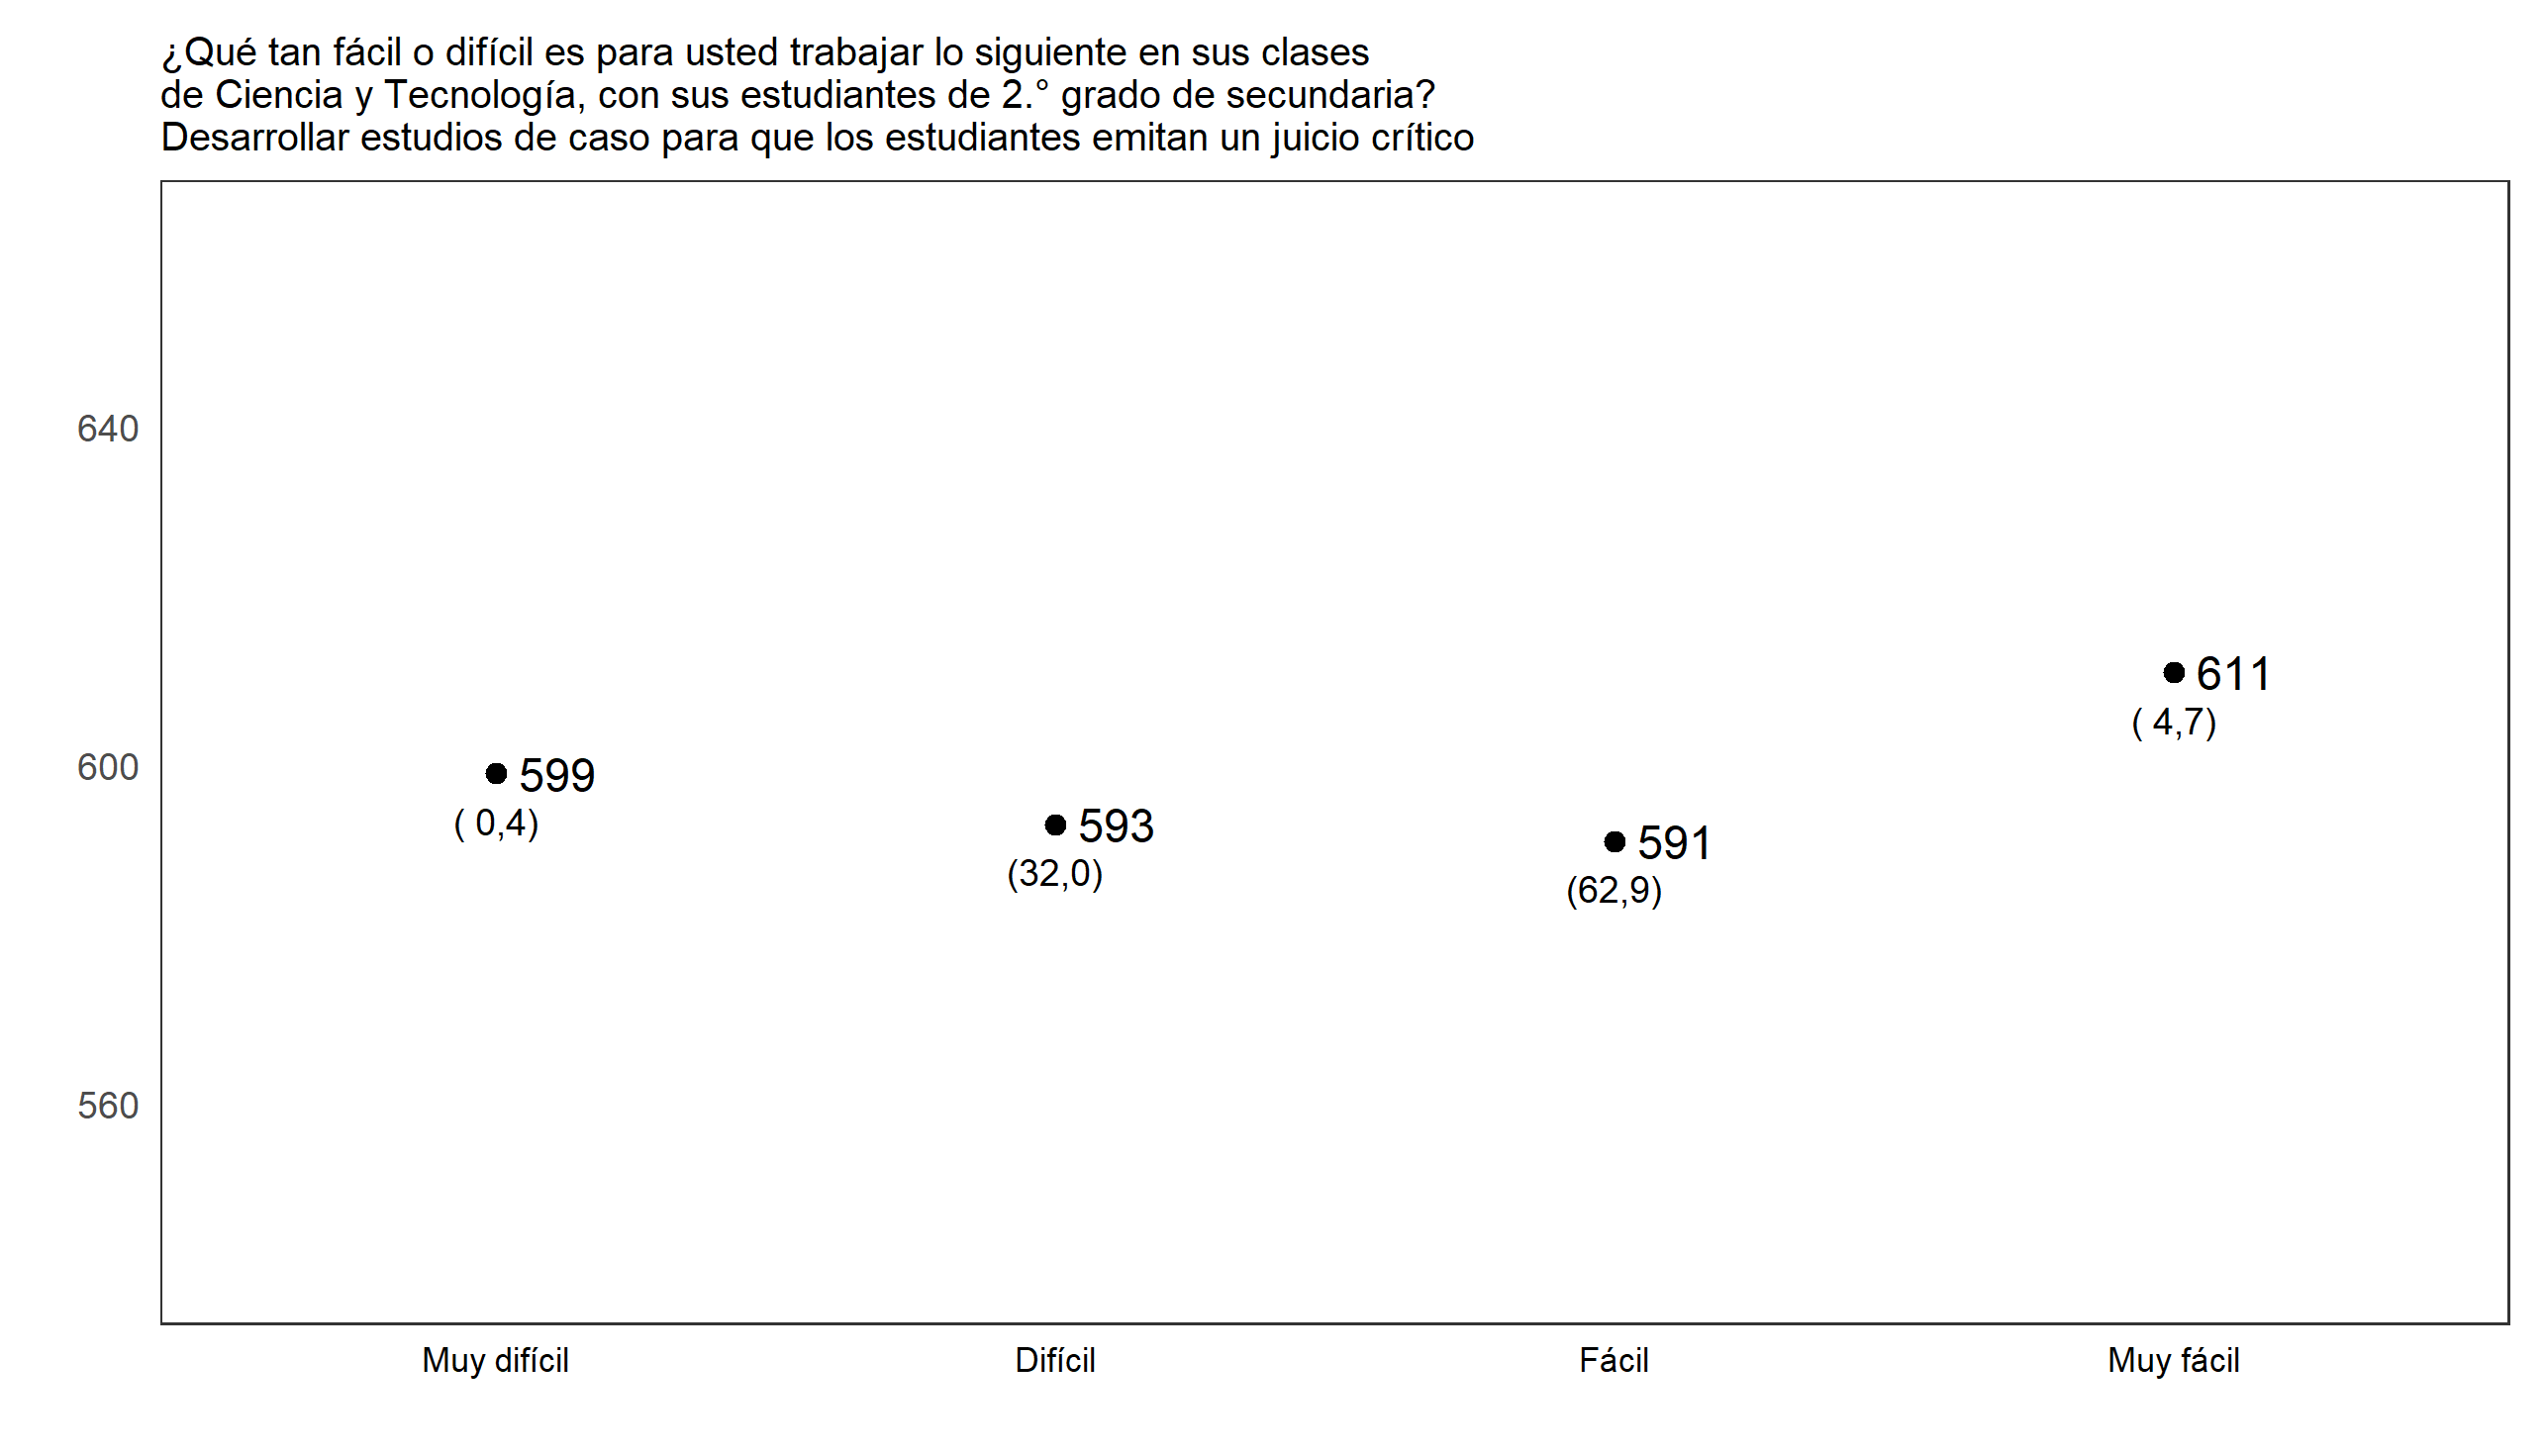 ¿Qué tan fácil o difícil es para usted trabajar lo siguiente en sus clases
de Ciencia y Tecnología, con sus estudiantes de 2.° grado de secundaria?
Desarrollar estudios de caso para que los estudiantes emitan un juicio crítico
640
600
560
599
( 0,4)
593
(32,0)
591
(62,9)
611
( 4,7)
Muy difícil
Difícil
Fácil
Muy fácil